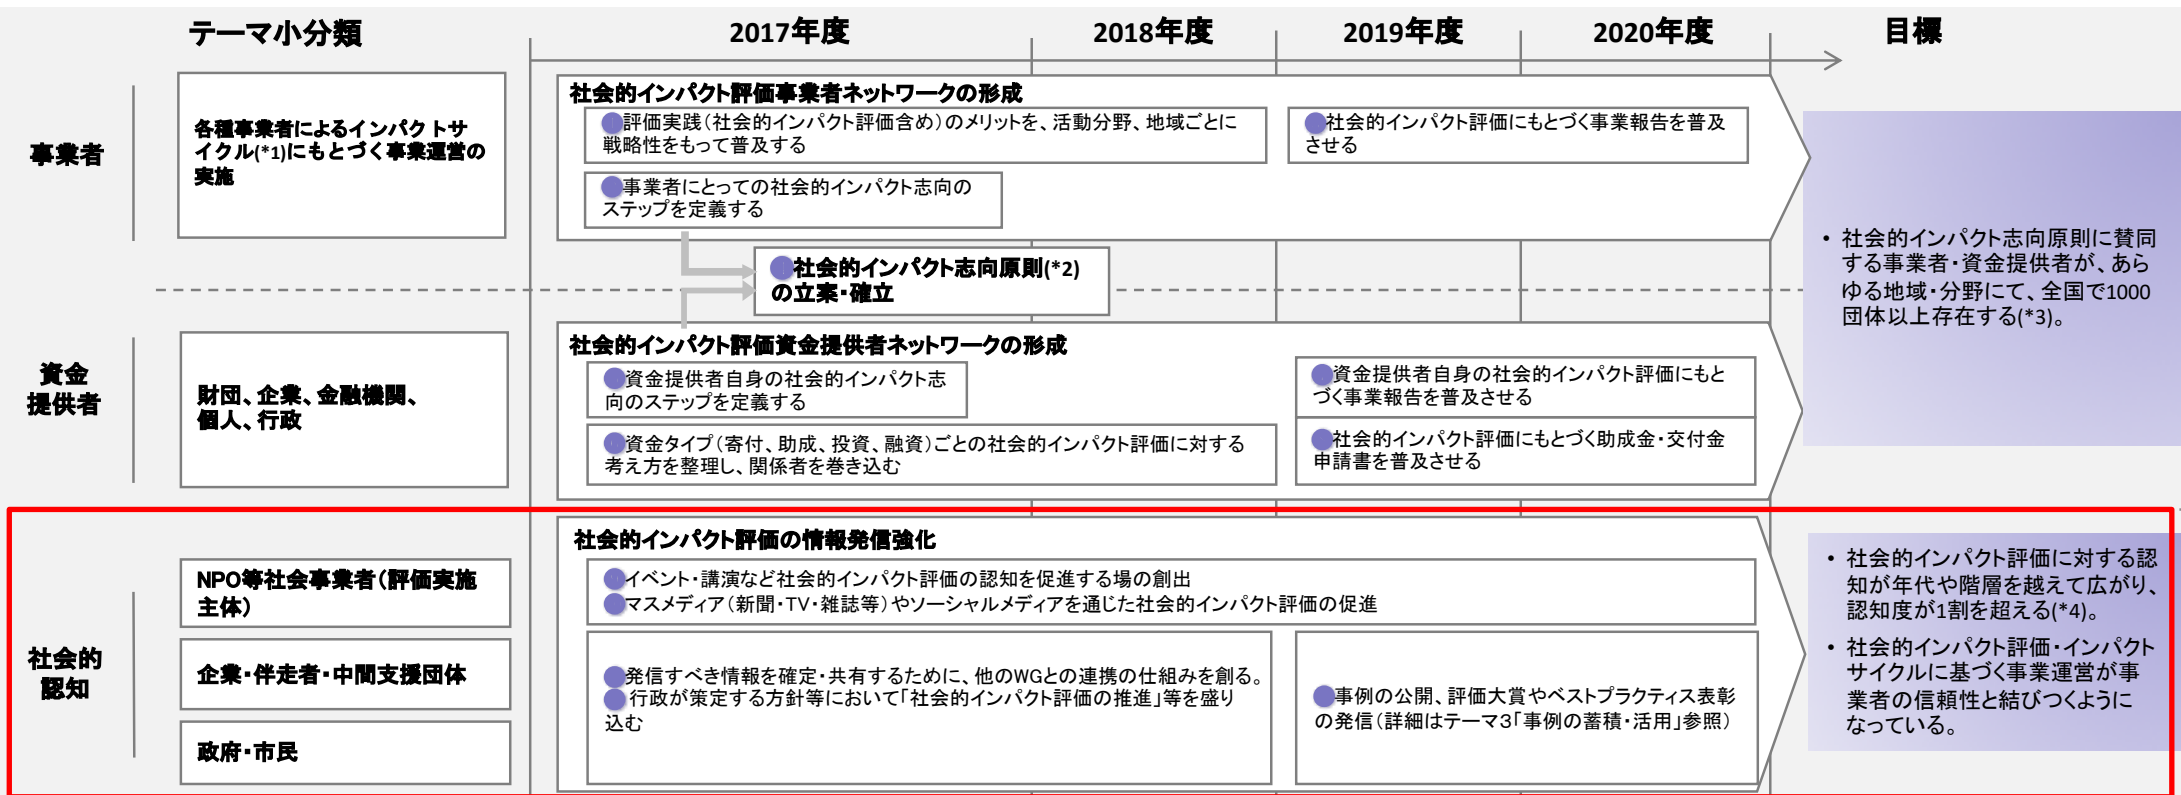 テーマ小分類
2017年度
2018年度
2019年度
2020年度
目標
事業者
各種事業者によるインパクトサ
イクル(*1)にもとづく事業運営の
実施
社会的インパクト評価事業者ネットワークの形成
評価実践（社会的インパクト評価含め）のメリットを、活動分野、地域ごとに
戦略性をもって普及する
社会的インパクト評価にもとづく事業報告を普及
させる
事業者にとっての社会的インパクト志向の
ステップを定義する
社会的インパクト志向原則(*2)
の立案・確立
・社会的インパクト志向原則に賛同
する事業者・資金提供者が、あら
ゆる地域・分野にて、全国で1000
団体以上存在する(*3)。
資金
提供者
財団、企業、金融機関、
個人、行政
社会的インパクト評価資金提供者ネットワークの形成
資金提供者自身の社会的インパクト志
向のステップを定義する
資金提供者自身の社会的インパクト評価にもと
づく事業報告を普及させる
資金タイプ（寄付、助成、投資、融資）ごとの社会的インパクト評価に対する
考え方を整理し、関係者を巻き込む
社会的インパクト評価にもとづく助成金・交付金
申請書を普及させる
社会的
認知
NPO等社会事業者（評価実施
主体）
企業・伴走者・中間支援団体
政府・市民
社会的インパクト評価の情報発信強化
イベント・講演など社会的インパクト評価の認知を促進する場の創出
マスメディア（新聞・TV・雑誌等）やソーシャルメディアを通じた社会的インパクト評価の促進
発信すべき情報を確定・共有するために、他のWGとの連携の仕組みを創る。
行政が策定する方針等において「社会的インパクト評価の推進」等を盛り
込む
事例の公開、評価大賞やベストプラクティス表彰
の発信（詳細はテーマ３「事例の蓄積・活用」参照）
・社会的インパクト評価に対する認
知が年代や階層を越えて広がり、
認知度が1割を超える(*4)。
・社会的インパクト評価・インパクト
サイクルに基づく事業運営が事
業者の信頼性と結びつくように
なっている。